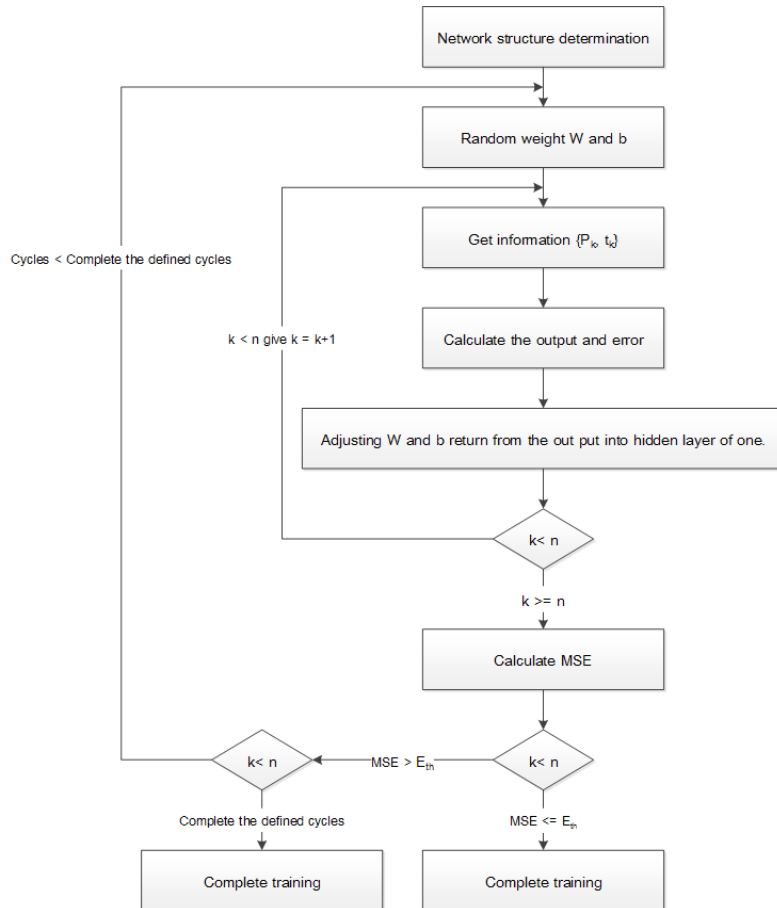 Network structure determination
Random weight W and b
Get information {Pk, tk}
Cycles < Complete the defined cycles
k < n give k = k+1
Calculate the output and error
Adjusting W and b return from the out put into hidden layer of one.
k< n
k >= n
Calculate MSE
k< n
MSE > Eth
k< n
Complete the defined cycles
MSE <= Eth
Complete training
Complete training